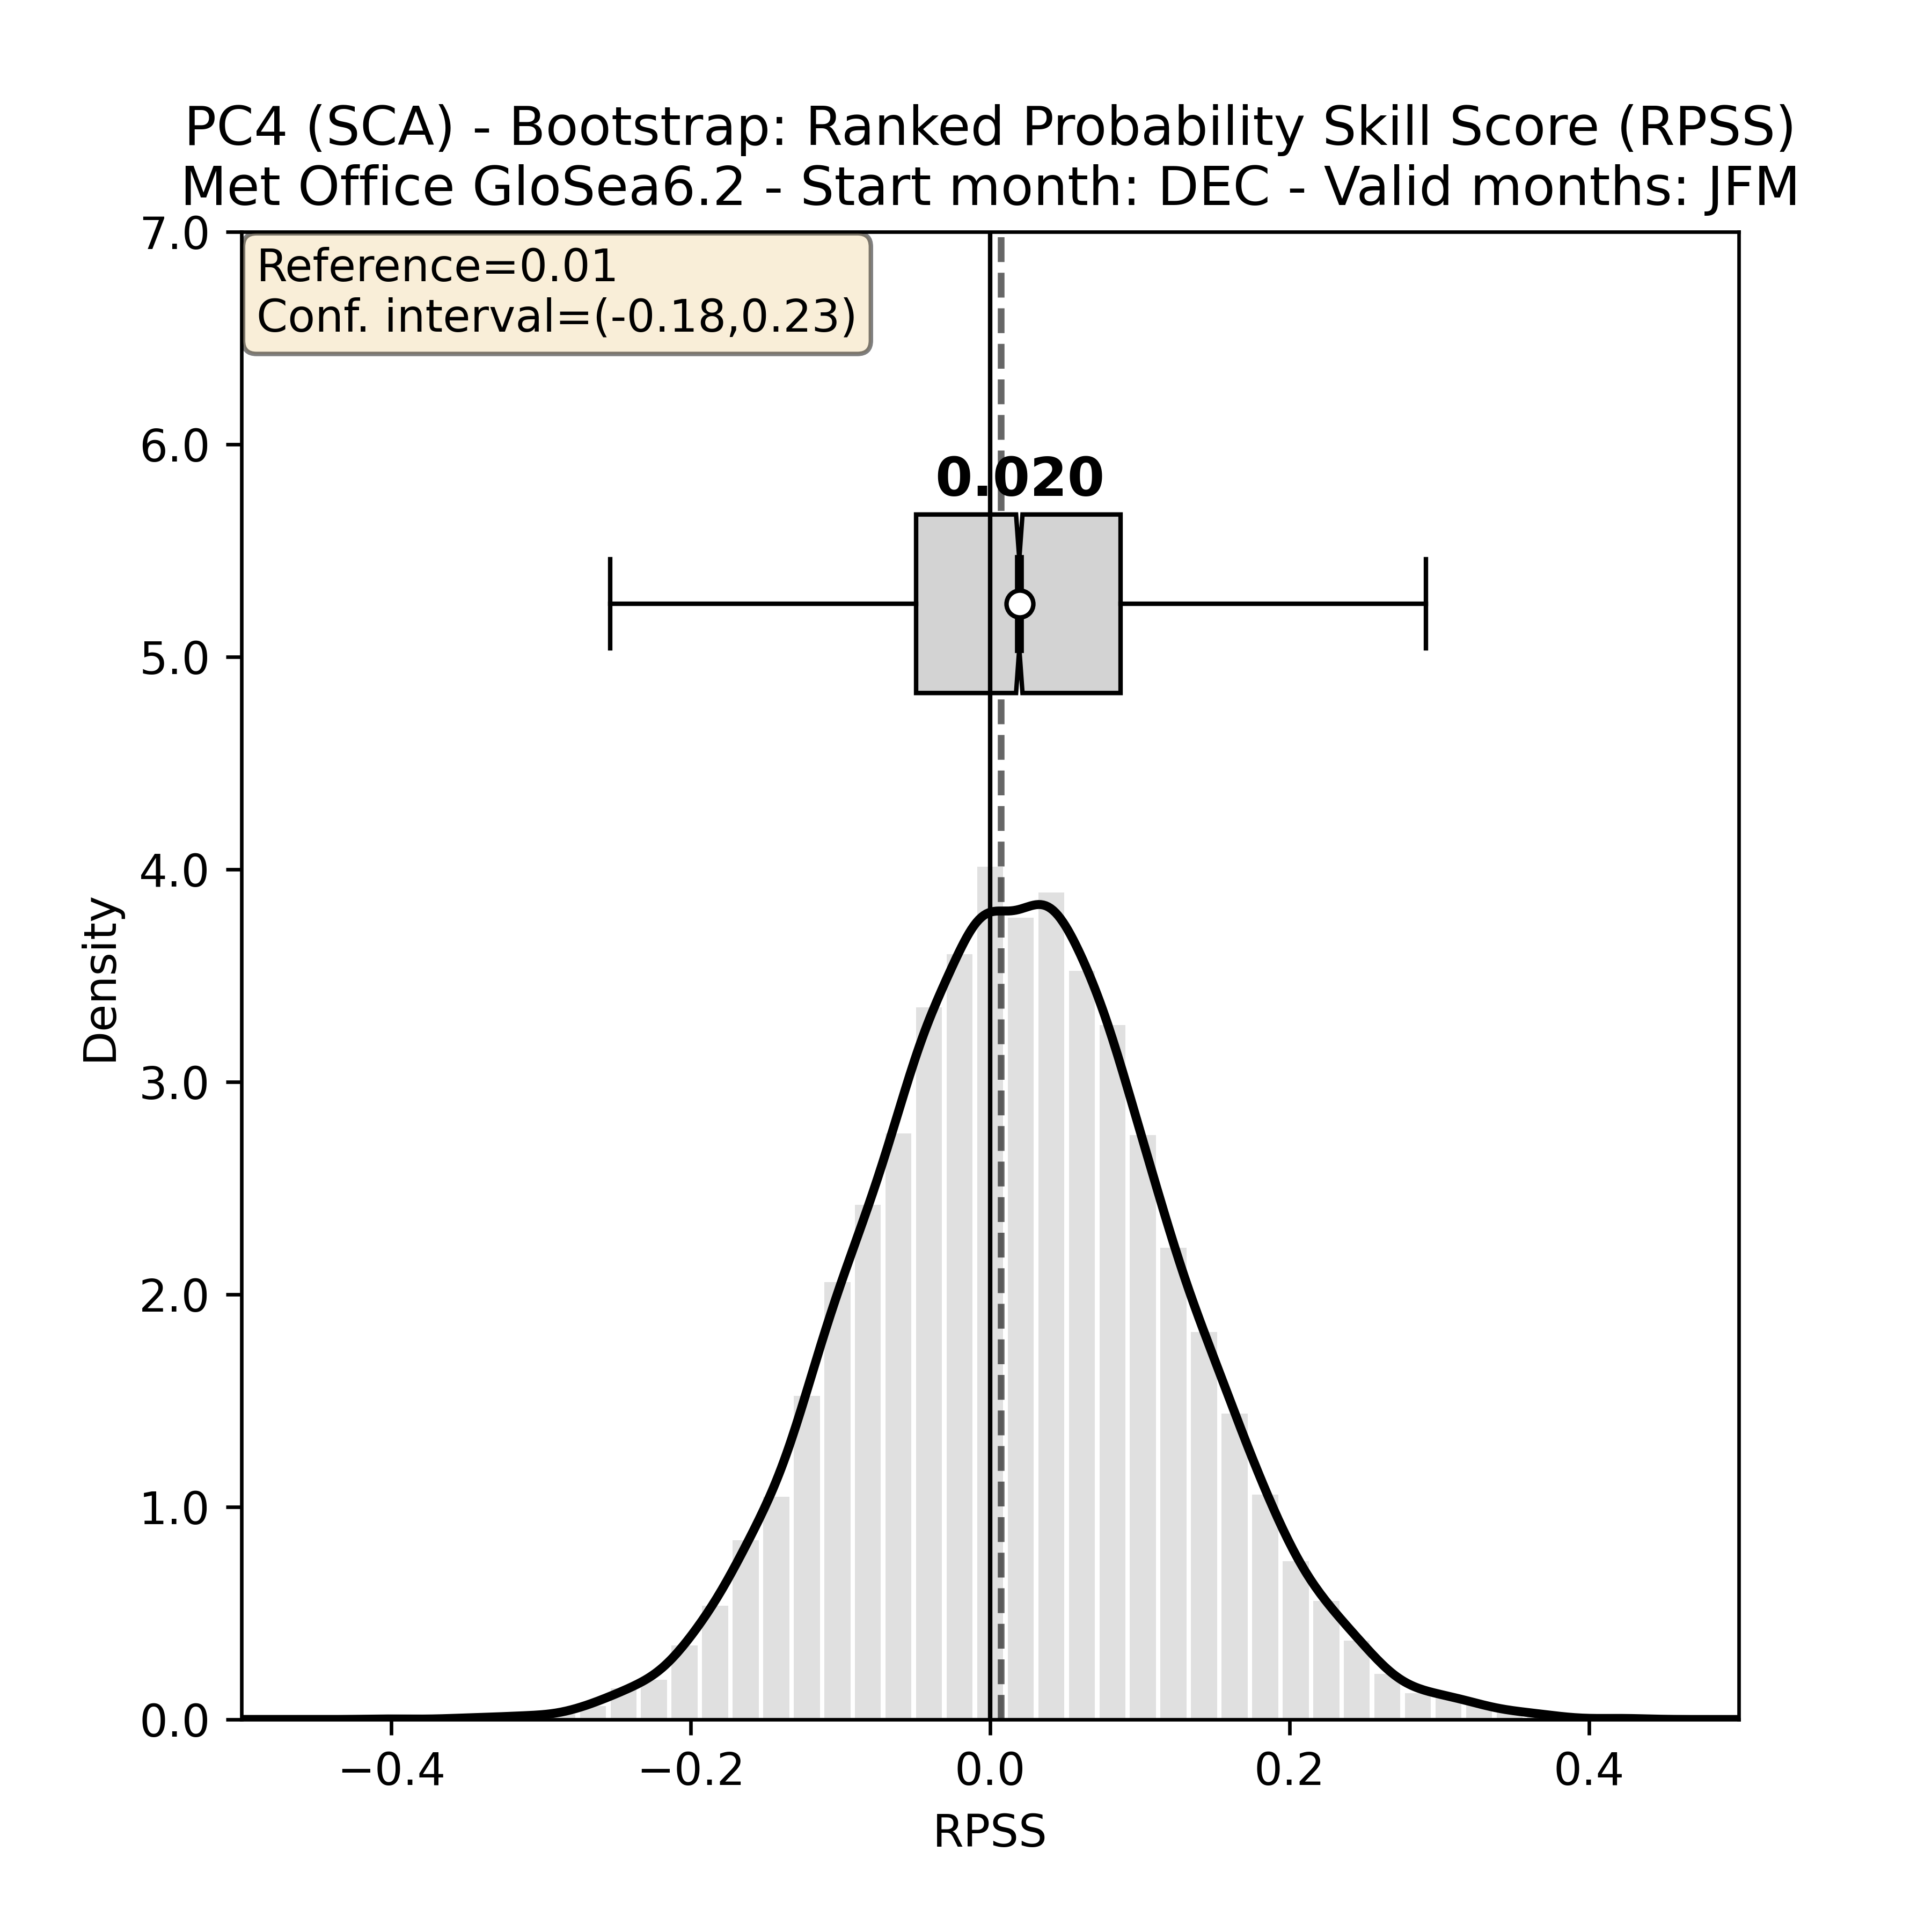 PC4 (SCA) - Bootstrap: Ranked Probability Skill Score (RPSS)
Met Office GloSea6.2 - Start month: DEC - Valid months: JFM
Reference=0.01
Conf. interval=(-0.18,0.23)
0.020
7.0
6.0
5.0
4.0
3.0
2.0
1.0
0.0
Density
−0.4 −0.2 0.0 0.2 0.4
RPSS